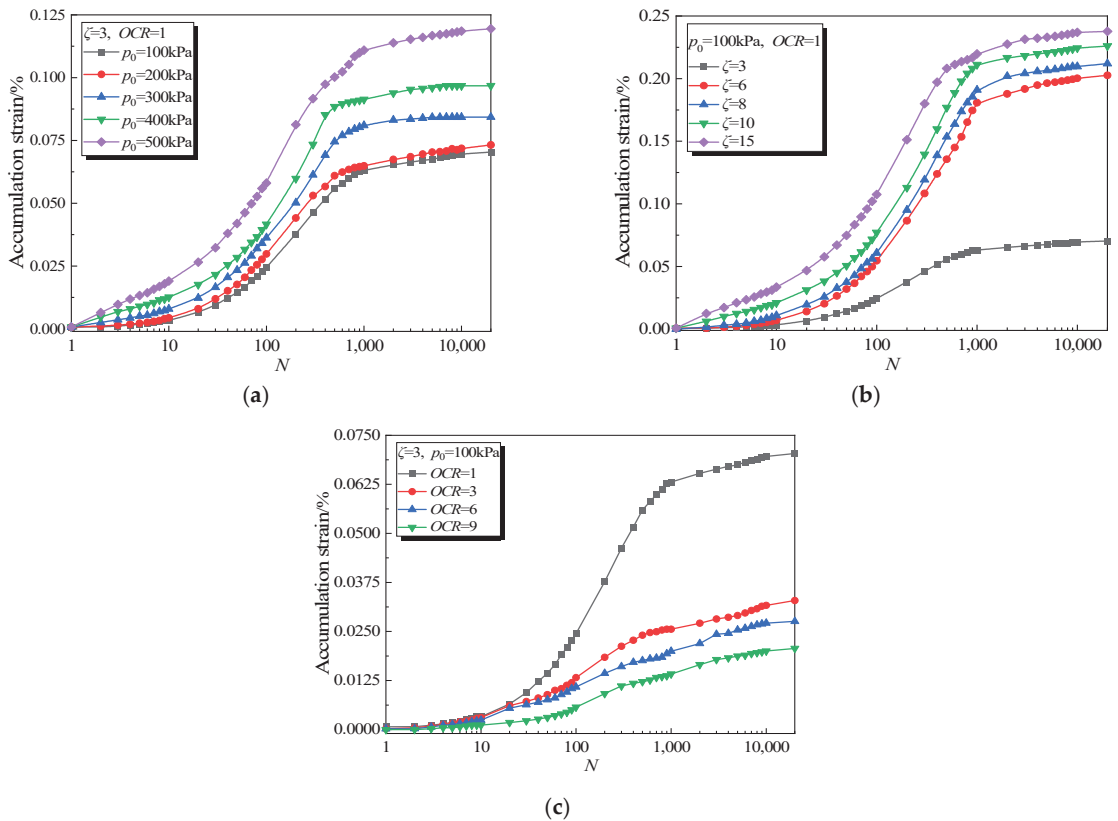 0.125
0.100
0.075
0.050
0.025
0.000
Accumulation strain/%
ζ=3, OCR=1
p₀=100kPa
p₀=200kPa
p₀=300kPa
p₀=400kPa
p₀=500kPa
1
10
100
1,000
10,000
N
(a)
0.25
0.20
0.15
0.10
0.05
0.00
Accumulation strain/%
p₀=100kPa, OCR=1
ζ=3
ζ=6
ζ=8
ζ=10
ζ=15
1
10
100
1,000
10,000
N
(b)
0.0750
0.0625
0.0500
0.0375
0.0250
0.0125
0.0000
Accumulation strain/%
ζ=3, p₀=100kPa
OCR=1
OCR=3
OCR=6
OCR=9
1
10
100
1,000
10,000
N
(c)